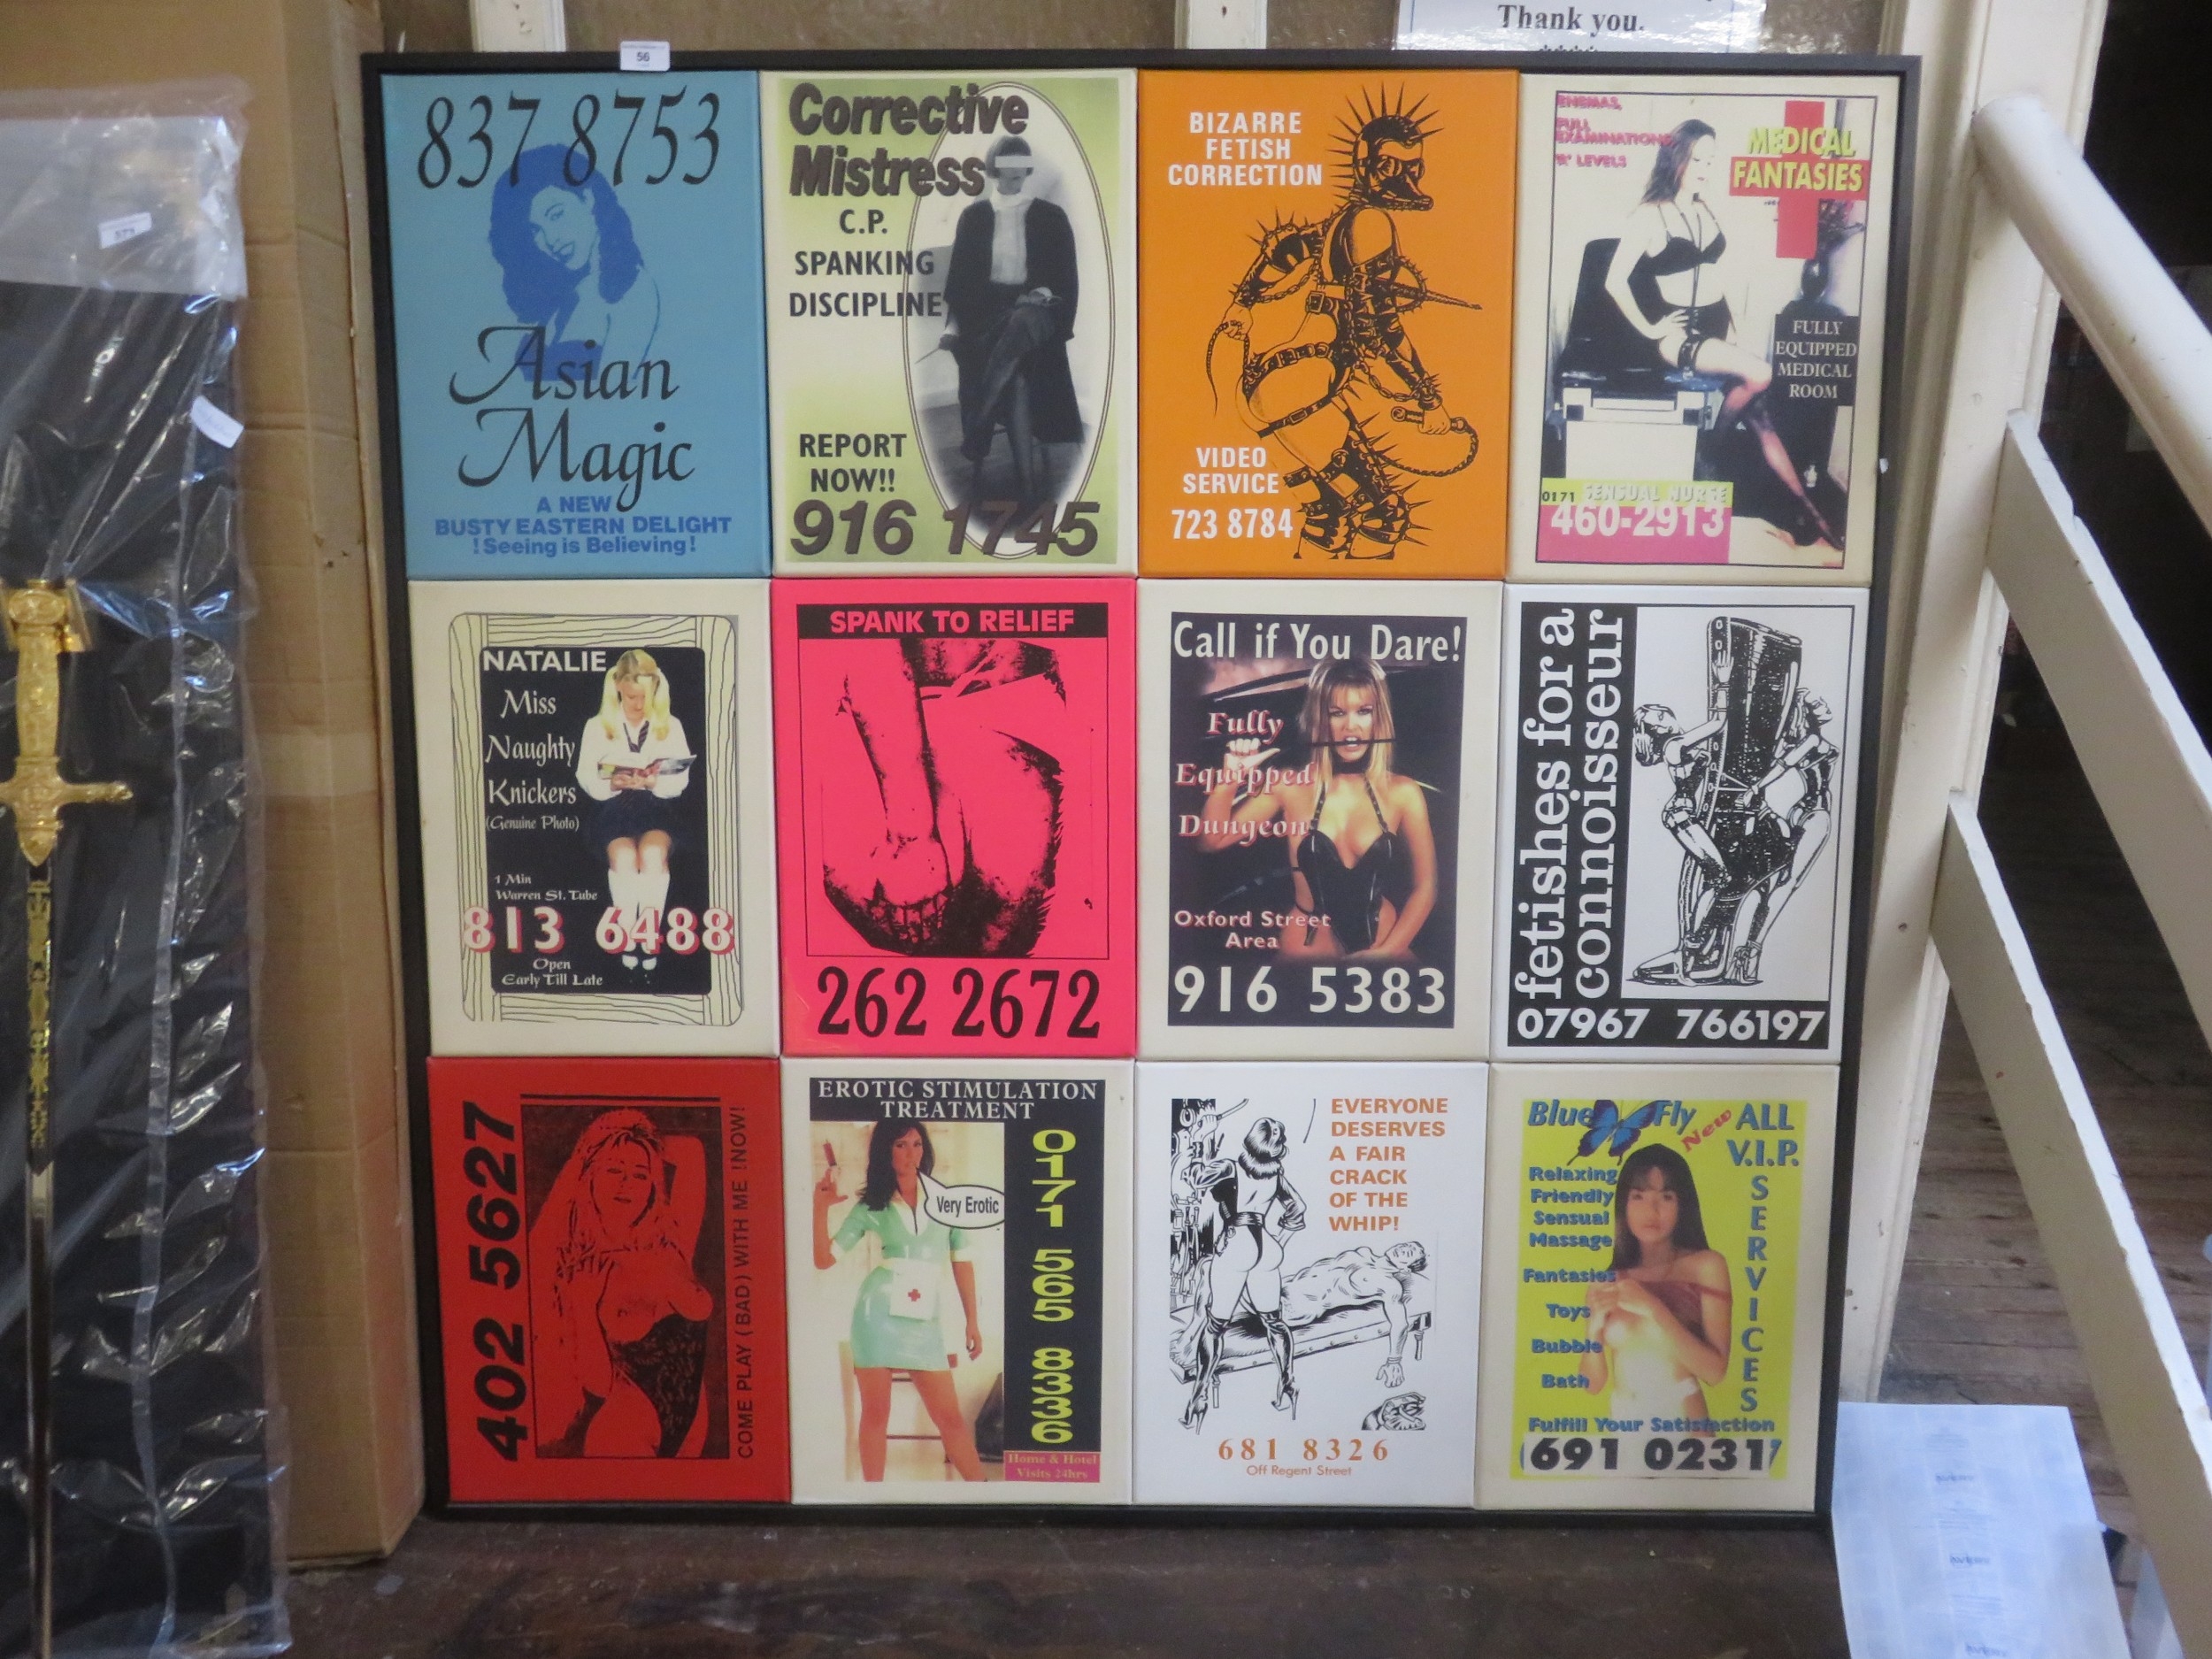 Thank you.
****
56
837 8753
Asian
Magic
A NEW
BUSTY EASTERN DELIGHT
!Seeing is Believing!
Corrective
Mistress
C.P.
SPANKING
DISCIPLINE
REPORT
NOW!!
916 1745
BIZARRE
FETISH
CORRECTION
VIDEO
SERVICE
723 8784
ENEMAS,
FULL
EXAMINATIONS
'A' LEVELS
MEDICAL
FANTASIES
FULLY
EQUIPPED
MEDICAL
ROOM
0171 SENSUAL NURSE
460-2913
NATALIE
Miss
Naughty
Knickers
(Genuine Photo)
1 Min
Warren St. Tube
813 6488
Open
Early Till Late
SPANK TO RELIEF
262 2672
Call if You Dare!
Fully
Equipped
Dungeon
Oxford Street
Area
916 5383
fetishes for a
connoisseur
07967 766197
402 5627
COME PLAY (BAD) WITH ME !NOW!
EROTIC STIMULATION
TREATMENT
Very Erotic
0171 565 8336
Home & Hotel
Visits 24hrs
EVERYONE
DESERVES
A FAIR
CRACK
OF THE
WHIP!
681 8326
Off Regent Street
Blue Fly
New
ALL
V.I.P.
SERVICES
Relaxing
Friendly
Sensual
Massage
Fantasies
Toys
Bubble
Bath
Fulfill Your Satisfaction
691 0231